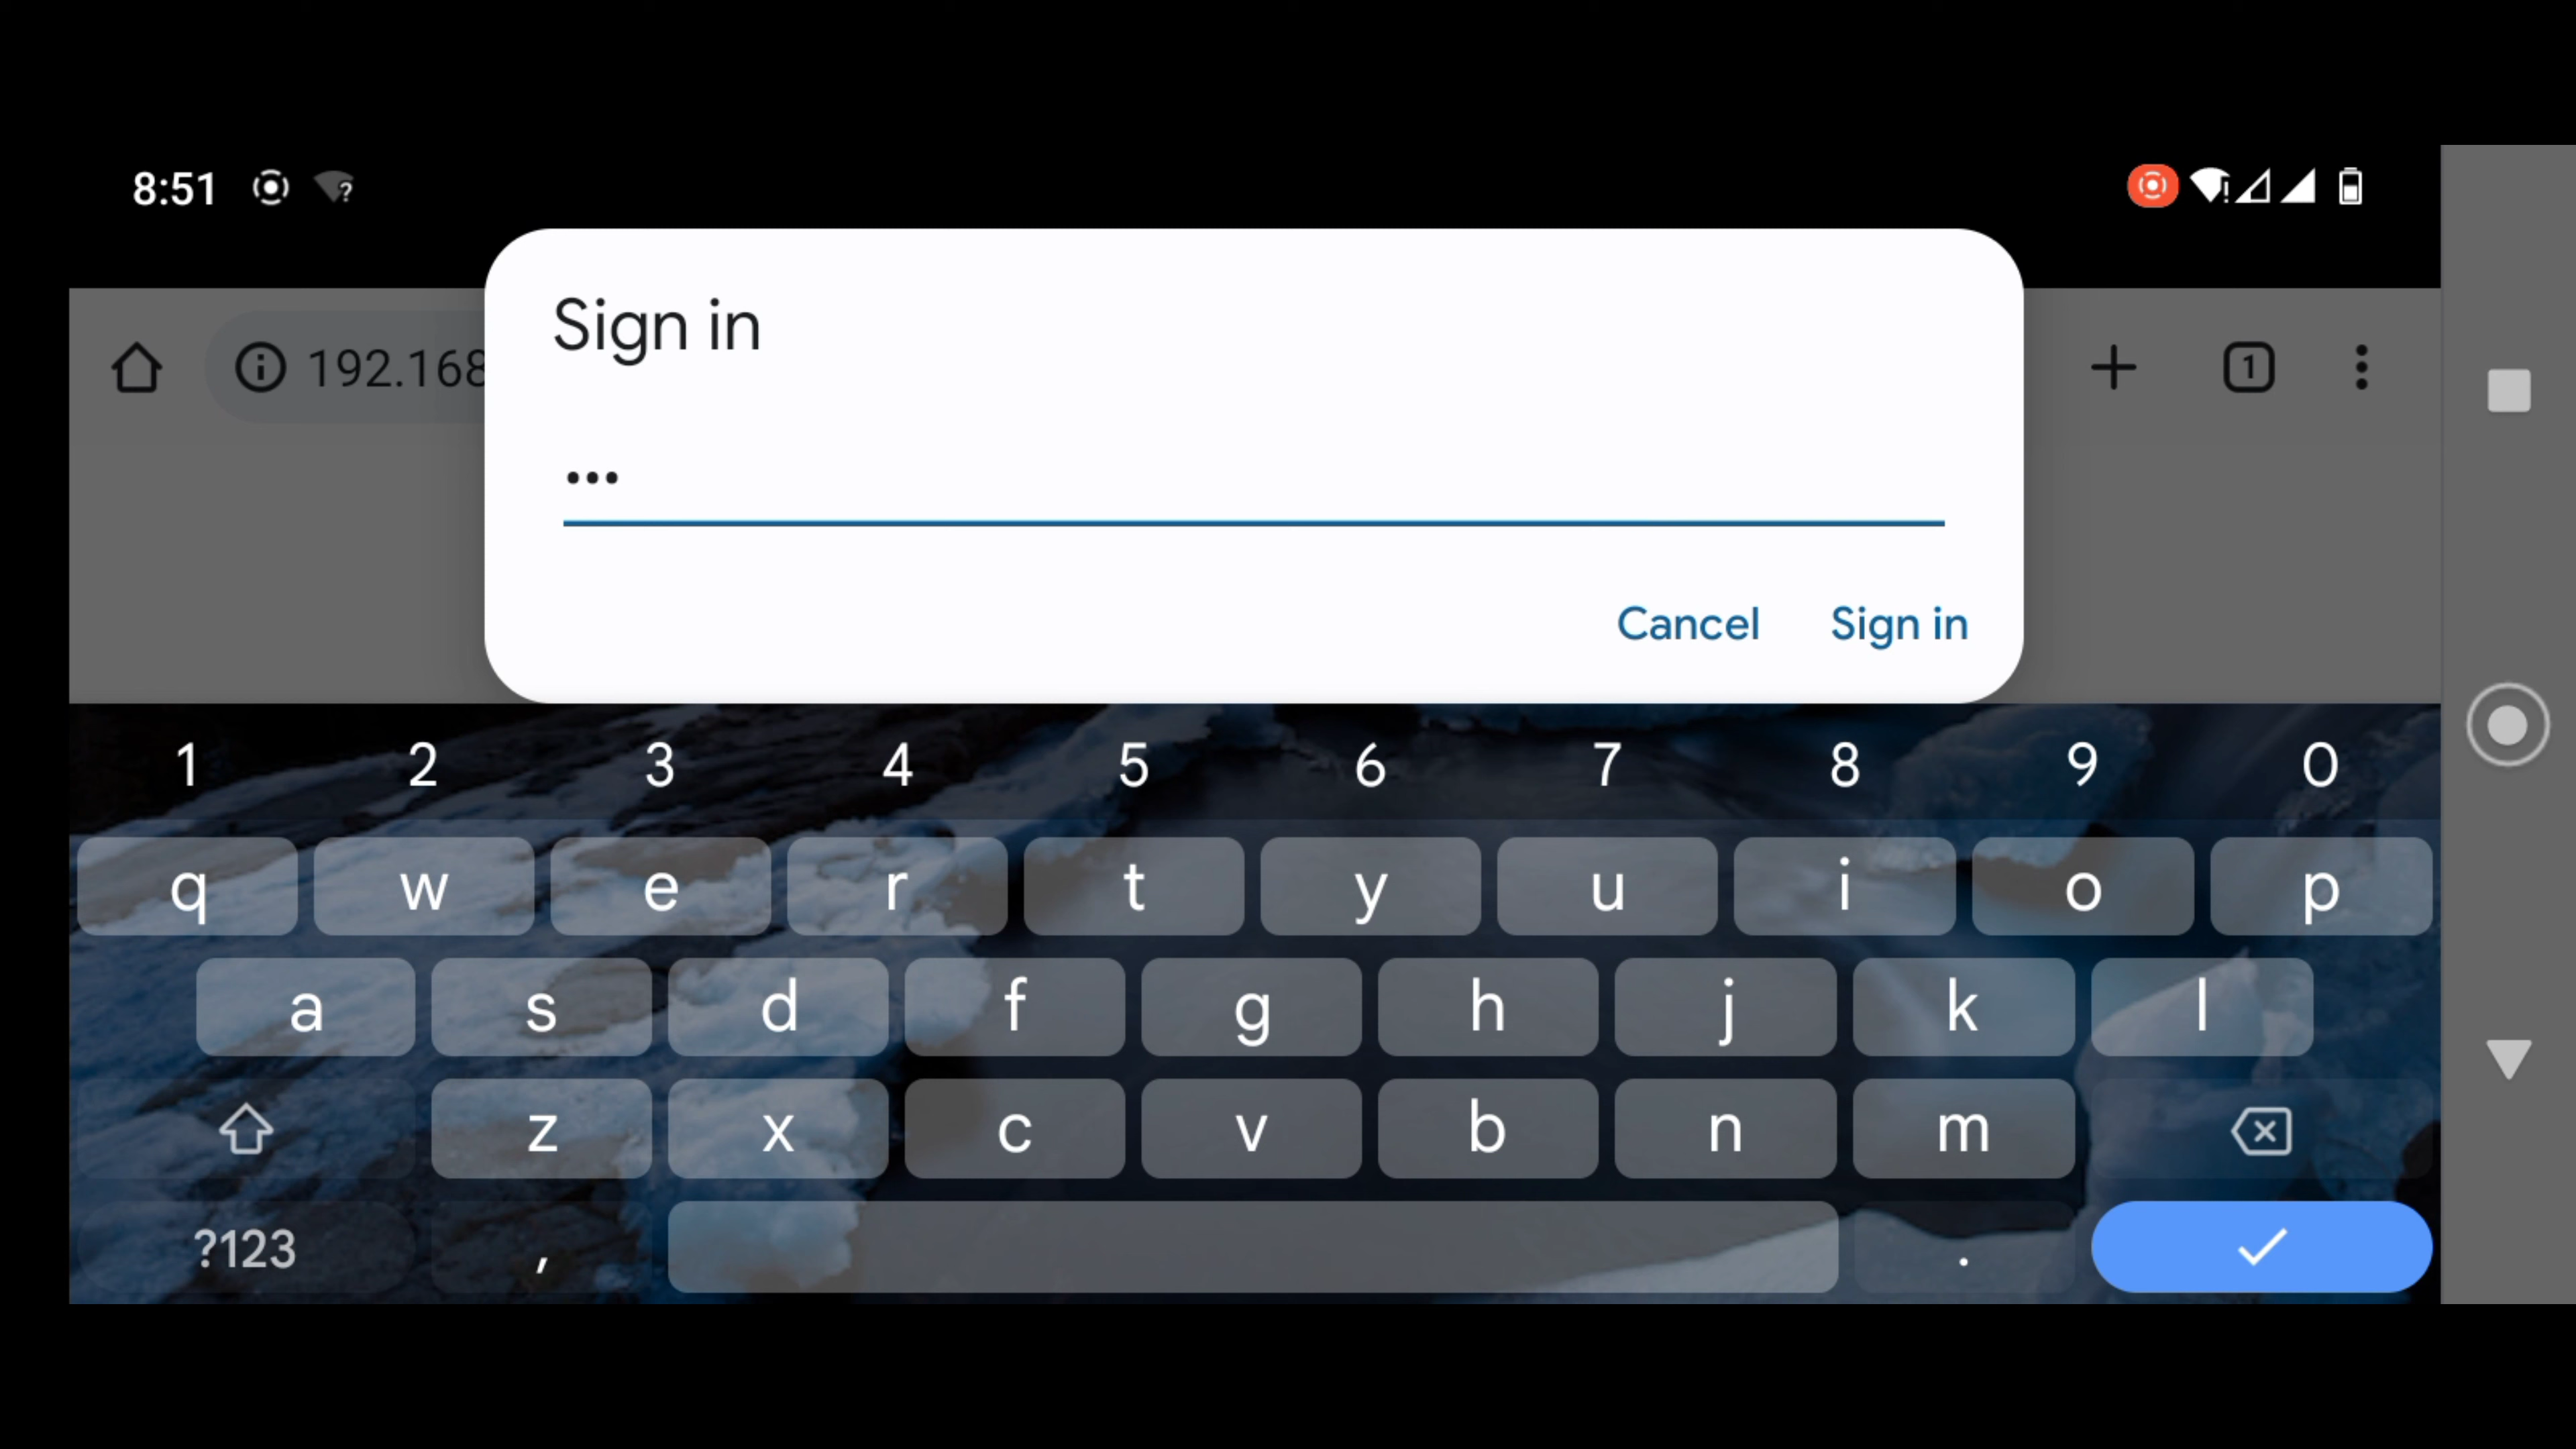 8:51
Sign in
192.168
1
•••
Cancel Sign in
1 2 3 4 5 6 7 8 9 0
q w e r t y u i o p
a s d f g h j k l
z x c v b n m
?123 , .